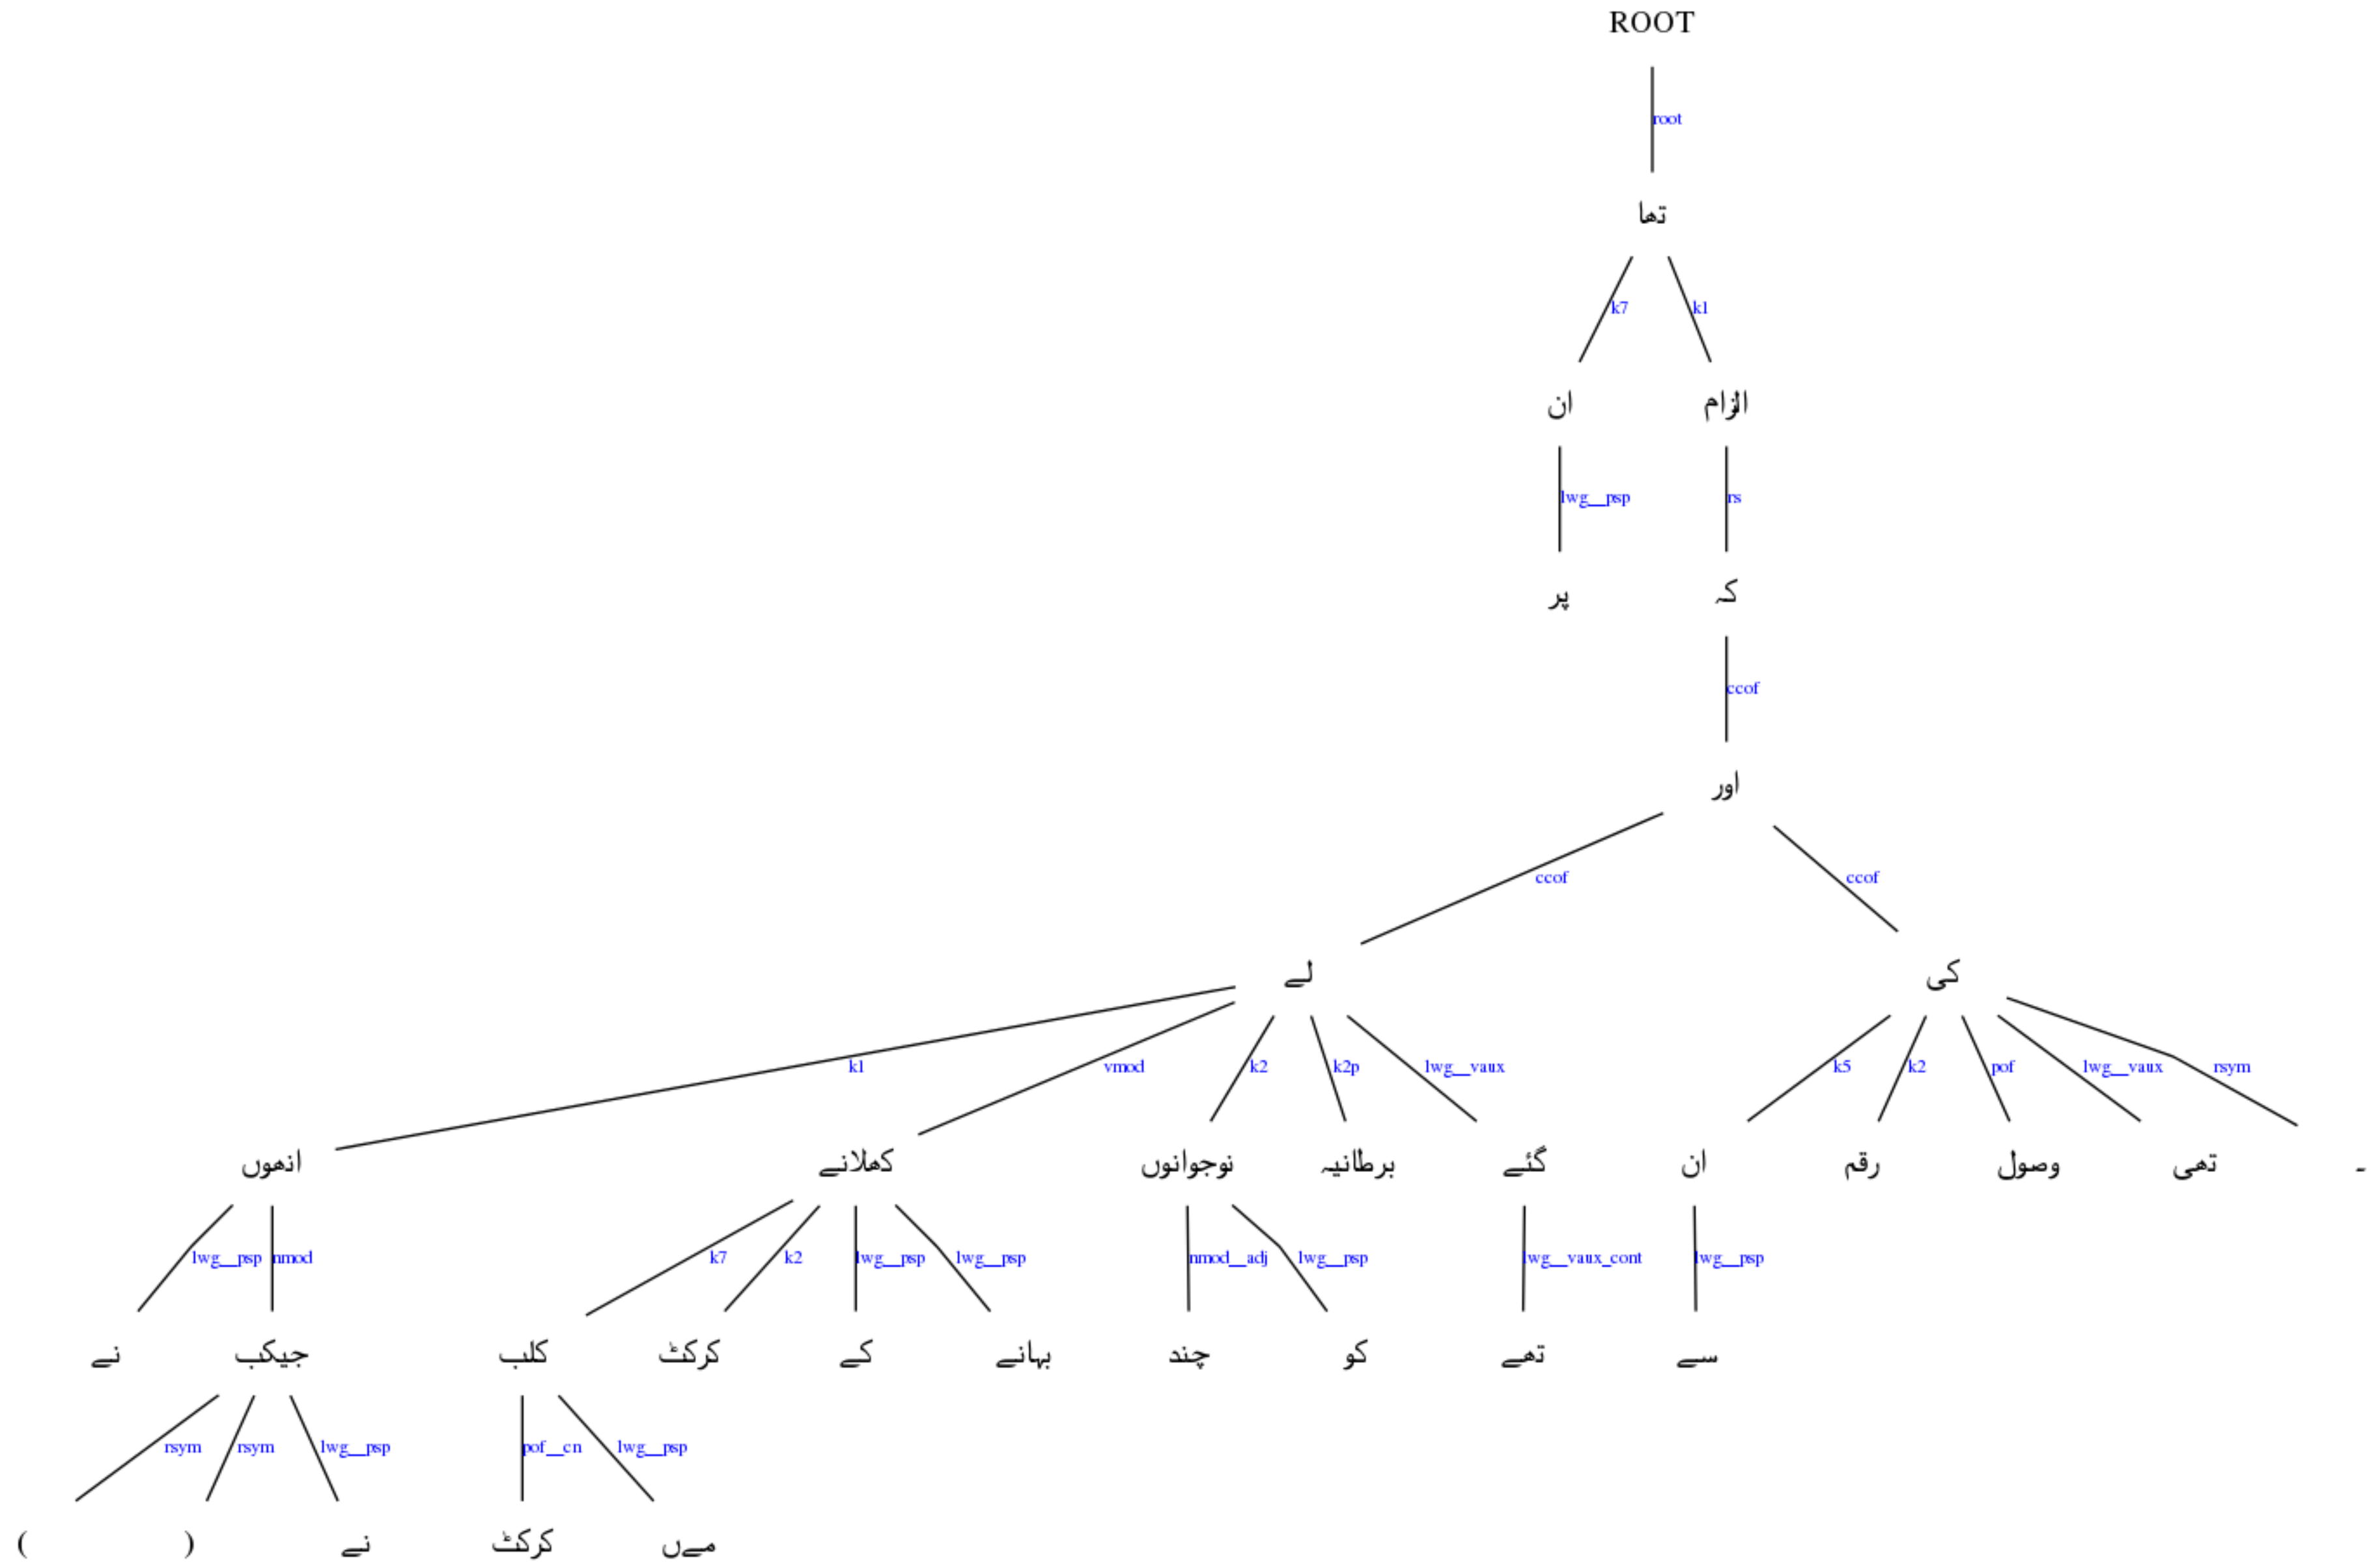 ROOT
root
تھا
k7 k1
ان الزام
lwg__psp rs
پر کہ
ccof
اور
ccof ccof
لے کی
k1 vmod k2 k2p lwg__vaux k5 k2 pof lwg__vaux rsym
انھوں کھلانے نوجوانوں برطانیہ گئے ان رقم وصول تھی ۔
lwg__psp nmod k7 k2 lwg__psp lwg__psp nmod__adj lwg__psp lwg__vaux_cont lwg__psp
نے جیکب کلب کرکٹ کے بہانے چند کو تھے سے
rsym rsym lwg__psp pof__cn lwg__psp
( ) نے کرکٹ مےں